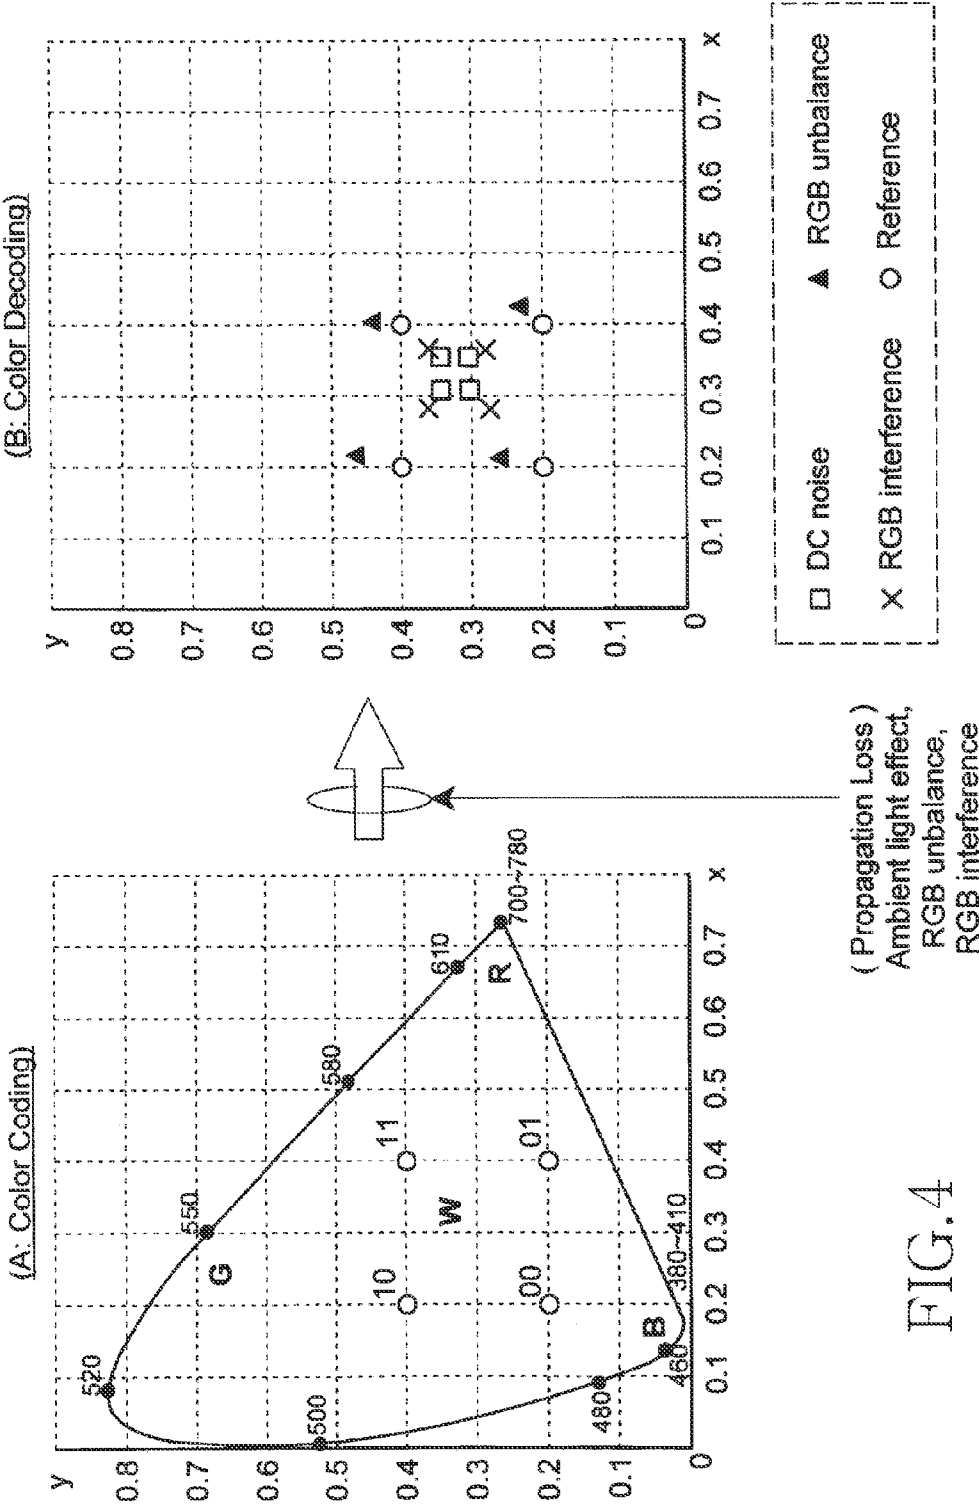 (A: Color Coding)
y
0.8
0.7
0.6
0.5
0.4
0.3
0.2
0.1
0
0.1
0.2
0.3
0.4
0.5
0.6
0.7
x
520
550
G
580
610
R
700~780
500
480
460
B
380~410
W
10
11
00
01
( Propagation Loss )
Ambient light effect,
RGB unbalance,
RGB interference
(B: Color Decoding)
y
0.8
0.7
0.6
0.5
0.4
0.3
0.2
0.1
0
0.1
0.2
0.3
0.4
0.5
0.6
0.7
x
DC noise
RGB unbalance
RGB interference
Reference
FIG.4